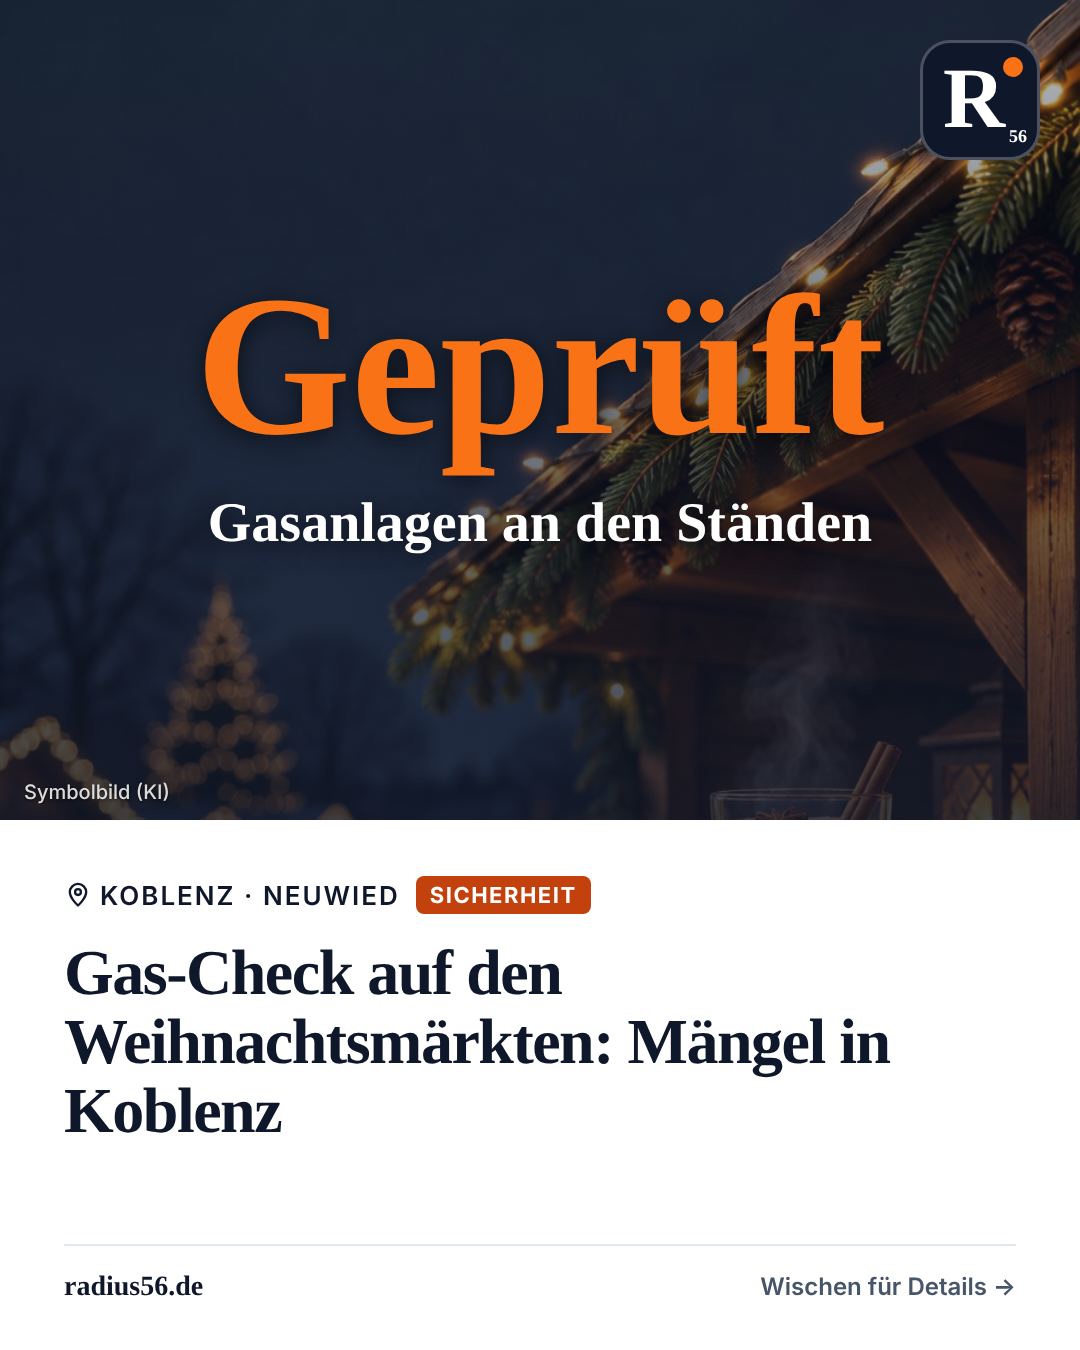 R
56
Geprüft
Gasanlagen an den Ständen
Symbolbild (KI)
KOBLENZ · NEUWIED SICHERHEIT
Gas-Check auf den
Weihnachtsmärkten: Mängel in
Koblenz
radius56.de Wischen für Details →